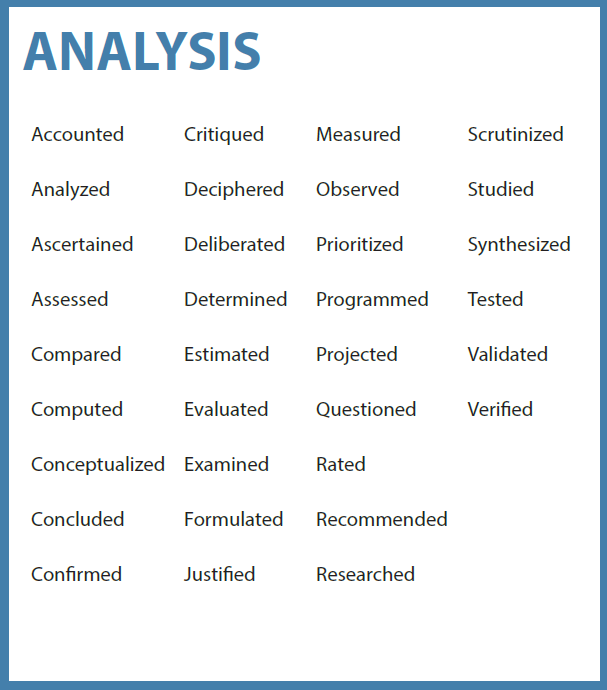 ANALYSIS
Accounted Critiqued Measured Scrutinized
Analyzed Deciphered Observed Studied
Ascertained Deliberated Prioritized Synthesized
Assessed Determined Programmed Tested
Compared Estimated Projected Validated
Computed Evaluated Questioned Verified
Conceptualized Examined Rated
Concluded Formulated Recommended
Confirmed Justified Researched